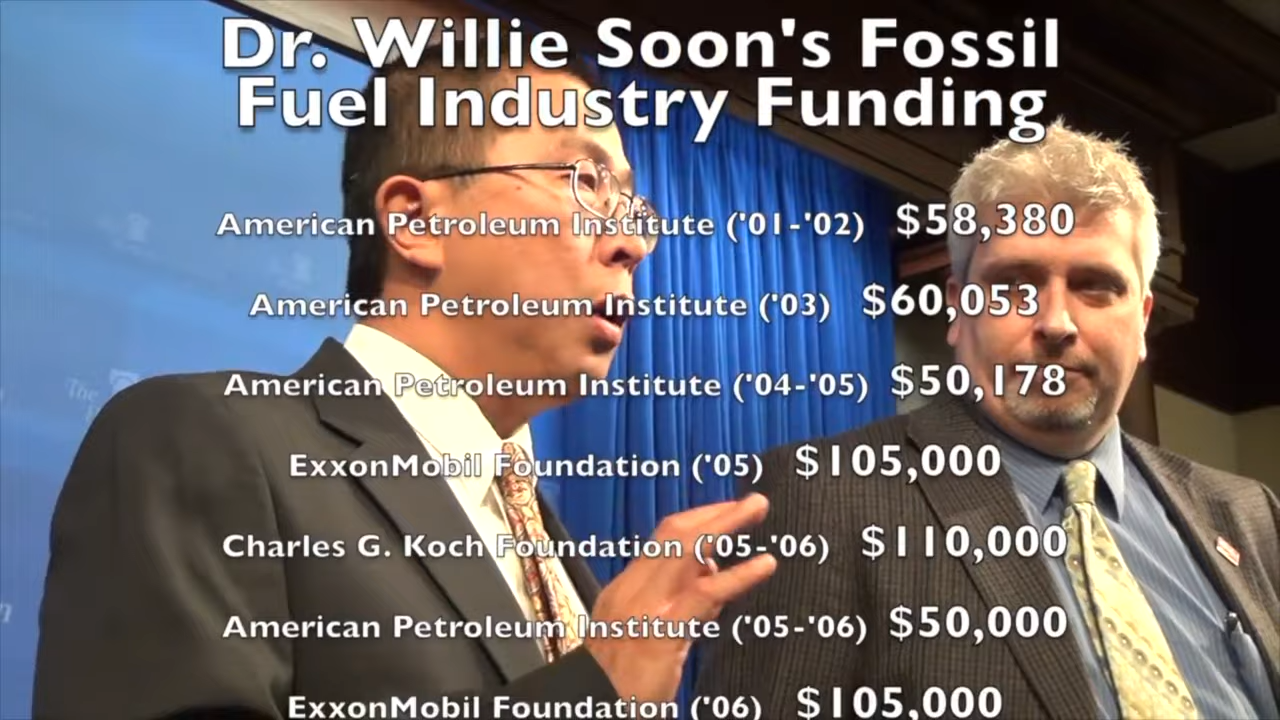 Dr. Willie Soon's Fossil
Fuel Industry Funding
American Petroleum Institute ('01-'02) $58,380
American Petroleum Institute ('03) $60,053
American Petroleum Institute ('04-'05) $50,178
ExxonMobil Foundation ('05) $105,000
Charles G. Koch Foundation ('05-'06) $110,000
American Petroleum Institute ('05-'06) $50,000
ExxonMobil Foundation ('06) $105,000
The